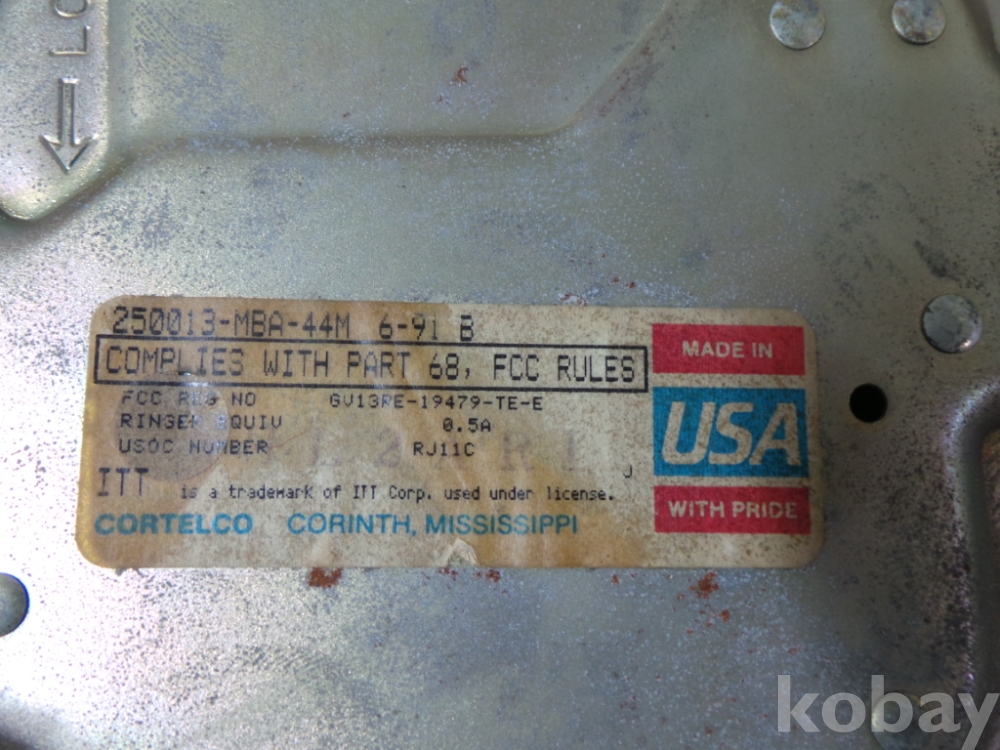 LO
250013-MBA-44M 6-91 B
COMPLIES WITH PART 68, FCC RULES
FCC REG NO GV13RE-19479-TE-E
RINGER EQUIV 0.5A
USOC NUMBER RJ11C
J
ITT is a trademark of ITT Corp. used under license.
CORTELCO CORINTH, MISSISSIPPI
MADE IN
USA
WITH PRIDE
kobay